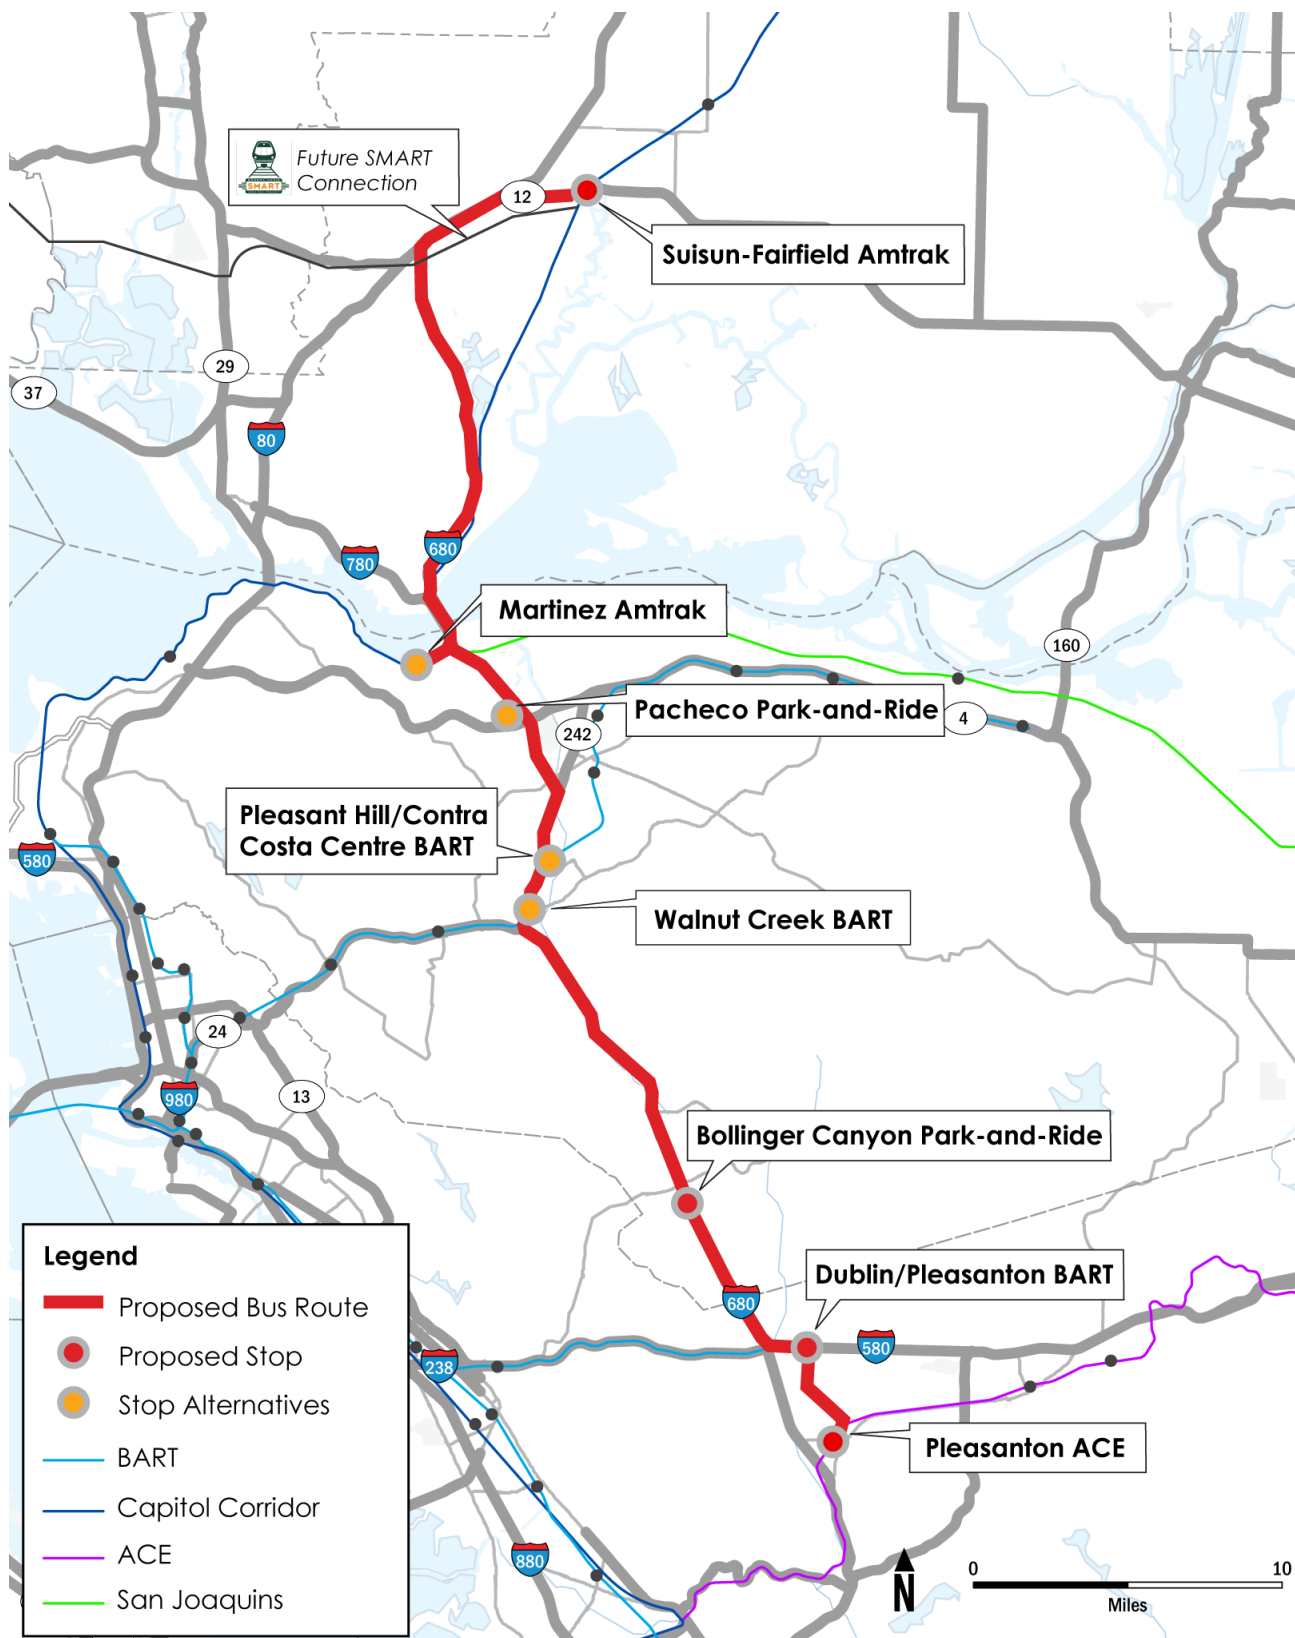 Future SMART
Connection
SMART
12
Suisun-Fairfield Amtrak
29
37
80
780
680
Martinez Amtrak
160
Pacheco Park-and-Ride
4
242
Pleasant Hill/Contra
Costa Centre BART
580
Walnut Creek BART
24
980
13
Bollinger Canyon Park-and-Ride
Dublin/Pleasanton BART
680
580
238
Pleasanton ACE
880
Legend
Proposed Bus Route
Proposed Stop
Stop Alternatives
BART
Capitol Corridor
ACE
San Joaquins
N
0 10
Miles